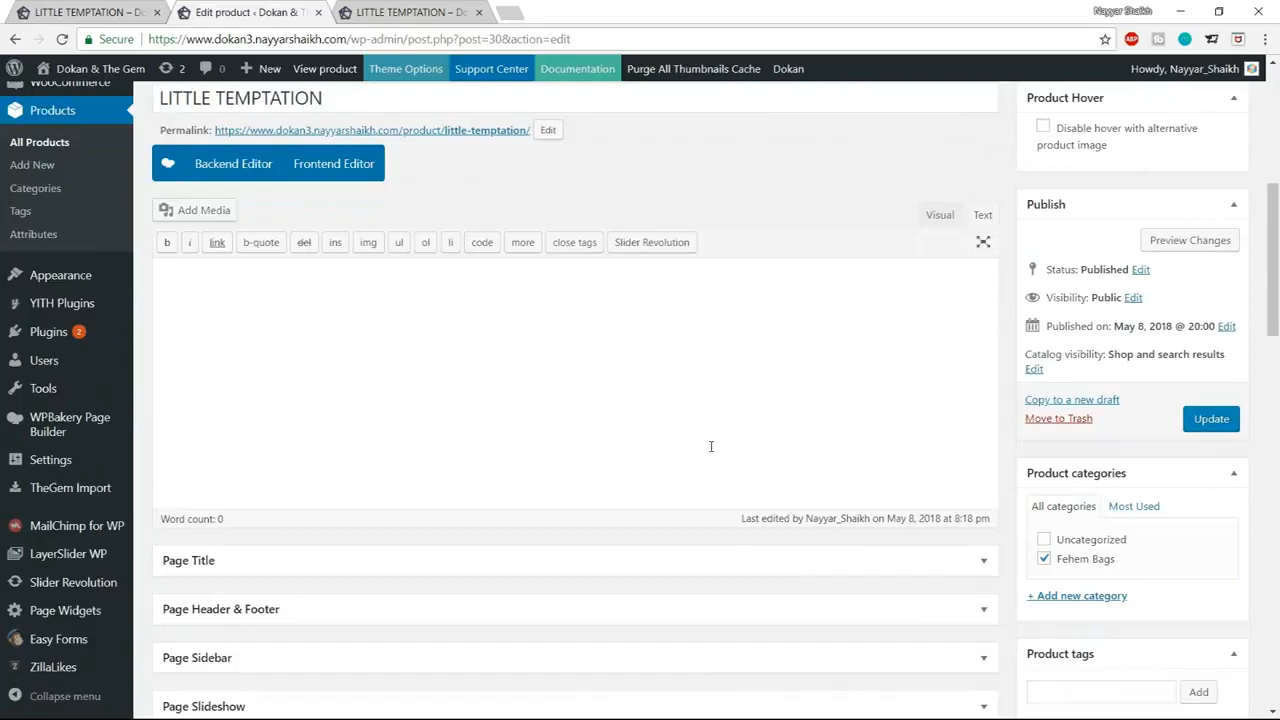 LITTLE TEMPTATION – Do
Edit product ‹ Dokan & T
LITTLE TEMPTATION – Do
Nayyar Shaikh
Secure
https://www.dokan3.nayyarshaikh.com/wp-admin/post.php?post=30&action=edit
ABP
Dokan & The Gem
2
0
New
View product
Theme Options
Support Center
Documentation
Purge All Thumbnails Cache
Dokan
Howdy, Nayyar_Shaikh
WooCommerce
Products
All Products
Add New
Categories
Tags
Attributes
Appearance
YITH Plugins
Plugins 2
Users
Tools
WPBakery Page
Builder
Settings
TheGem Import
MailChimp for WP
LayerSlider WP
Slider Revolution
Page Widgets
Easy Forms
ZillaLikes
Collapse menu
LITTLE TEMPTATION
Permalink: https://www.dokan3.nayyarshaikh.com/product/little-temptation/ Edit
Backend Editor
Frontend Editor
Add Media
Visual
Text
b
i
link
b-quote
del
ins
img
ul
ol
li
code
more
close tags
Slider Revolution
Word count: 0
Last edited by Nayyar_Shaikh on May 8, 2018 at 8:18 pm
Page Title
Page Header & Footer
Page Sidebar
Page Slideshow
Product Hover
Disable hover with alternative
product image
Publish
Preview Changes
Status: Published Edit
Visibility: Public Edit
Published on: May 8, 2018 @ 20:00 Edit
Catalog visibility: Shop and search results
Edit
Copy to a new draft
Move to Trash
Update
Product categories
All categories
Most Used
Uncategorized
Fehem Bags
+ Add new category
Product tags
Add